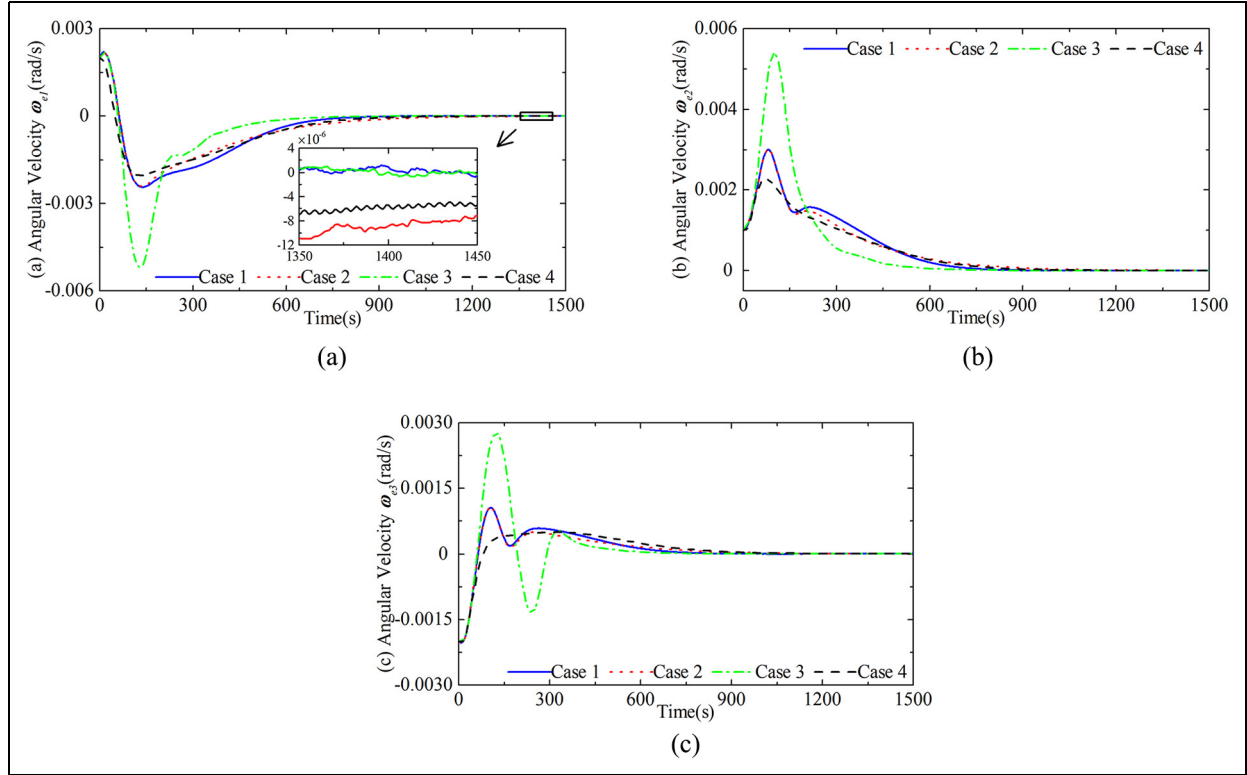 0.003
0
-0.003
-0.006
(a) Angular Velocity ωe1(rad/s)
×10-6
4
0
-4
-8
-12
1350 1400 1450
Case 1 Case 2 Case 3 Case 4
0 300 600 900 1200 1500
Time(s)
(a)
0.006
0.004
0.002
0
(b) Angular Velocity ωe2(rad/s)
Case 1 Case 2 Case 3 Case 4
0 300 600 900 1200 1500
Time(s)
(b)
0.0030
0.0015
0
-0.0015
-0.0030
(c) Angular Velocity ωe3(rad/s)
Case 1 Case 2 Case 3 Case 4
0 300 600 900 1200 1500
Time(s)
(c)